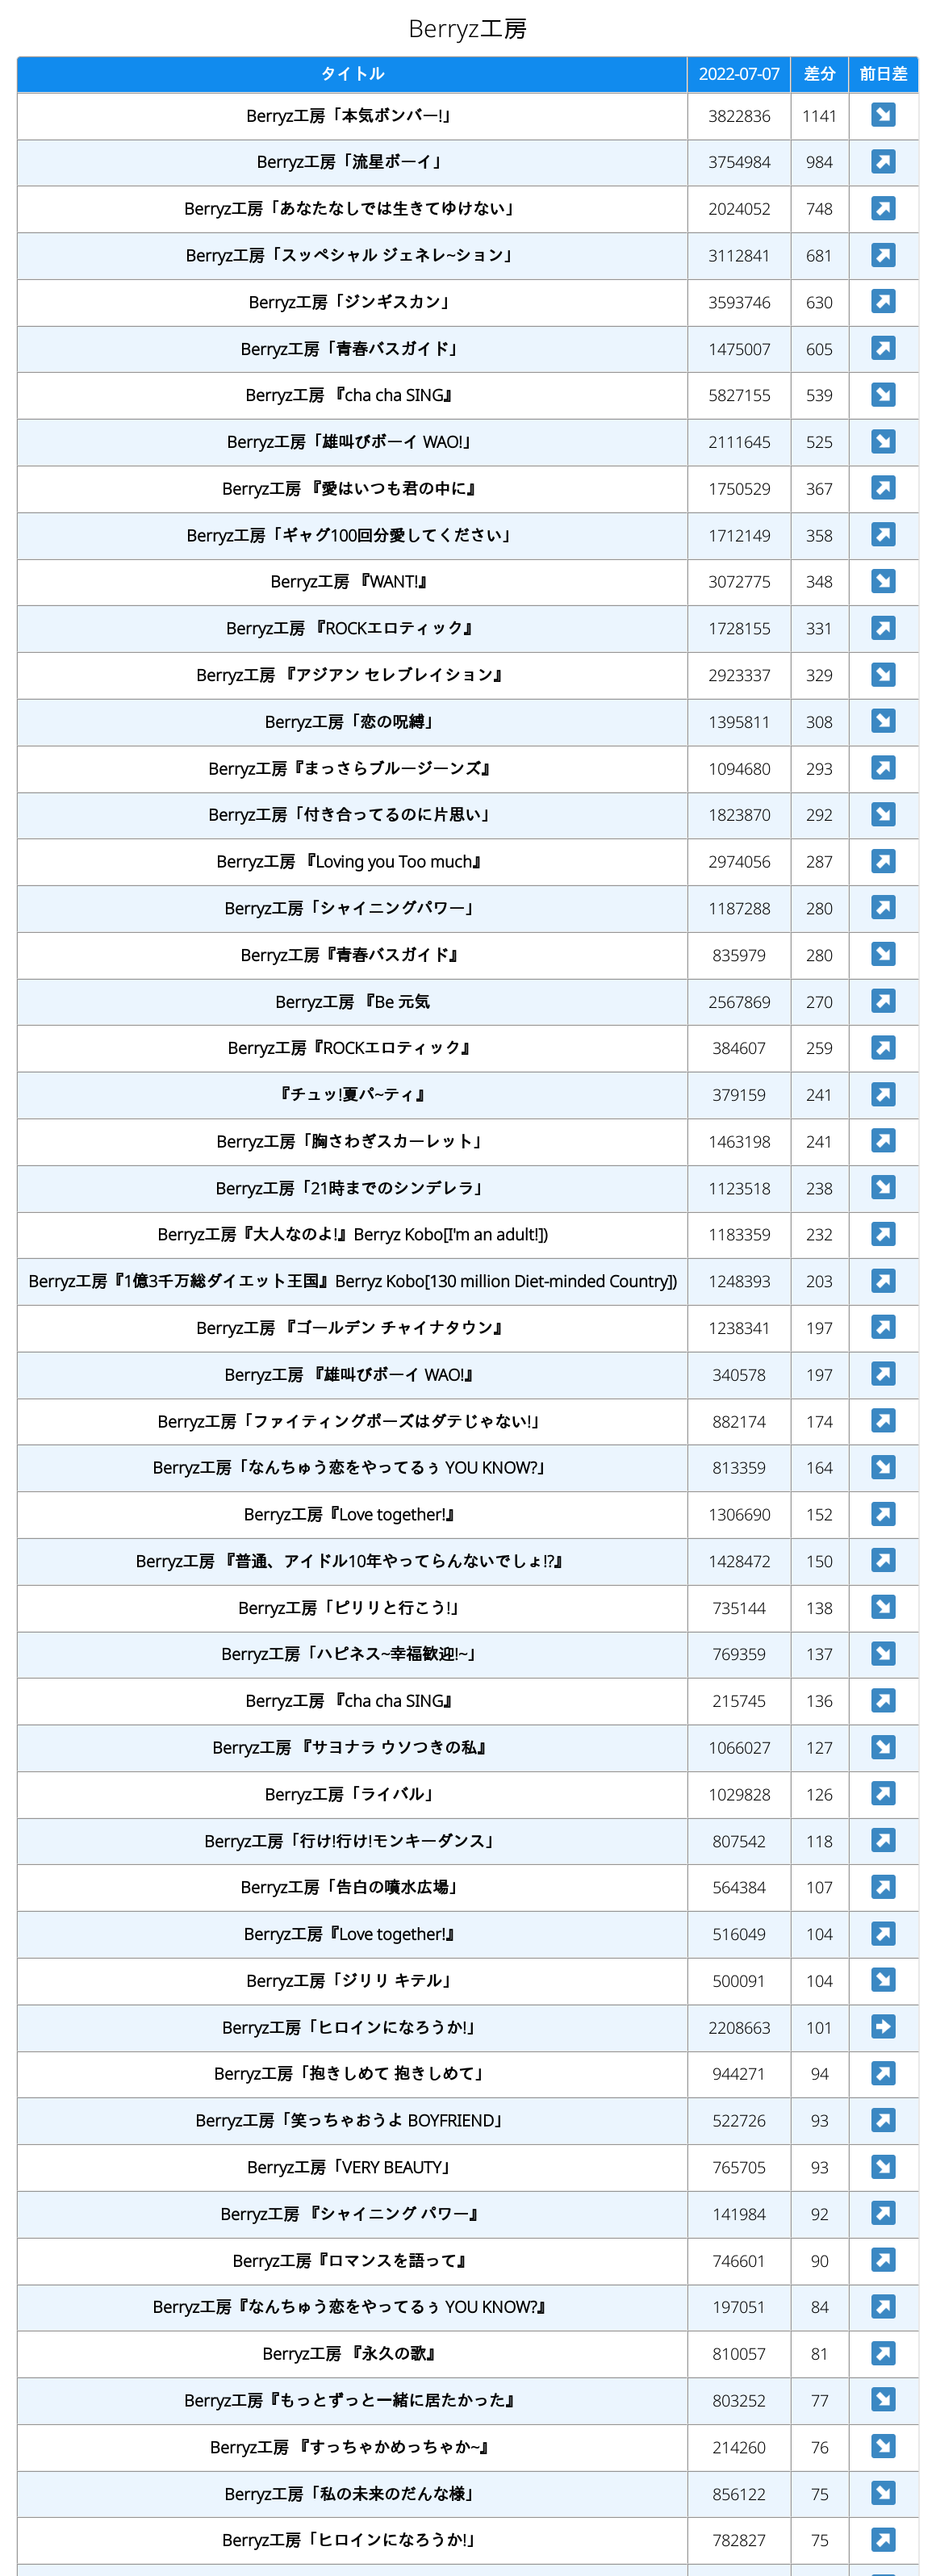 Berryz工房
タイトル 2022-07-07 差分 前日差
Berryz工房「本気ボンバー!」 3822836 1141
Berryz工房「流星ボーイ」 3754984 984
Berryz工房「あなたなしでは生きてゆけない」 2024052 748
Berryz工房「スッペシャル ジェネレ~ション」 3112841 681
Berryz工房「ジンギスカン」 3593746 630
Berryz工房「青春バスガイド」 1475007 605
Berryz工房 『cha cha SING』 5827155 539
Berryz工房「雄叫びボーイ WAO!」 2111645 525
Berryz工房 『愛はいつも君の中に』 1750529 367
Berryz工房「ギャグ100回分愛してください」 1712149 358
Berryz工房 『WANT!』 3072775 348
Berryz工房 『ROCKエロティック』 1728155 331
Berryz工房 『アジアン セレブレイション』 2923337 329
Berryz工房「恋の呪縛」 1395811 308
Berryz工房『まっさらブルージーンズ』 1094680 293
Berryz工房「付き合ってるのに片思い」 1823870 292
Berryz工房 『Loving you Too much』 2974056 287
Berryz工房「シャイニングパワー」 1187288 280
Berryz工房『青春バスガイド』 835979 280
Berryz工房 『Be 元気 2567869 270
Berryz工房『ROCKエロティック』 384607 259
『チュッ!夏パ~ティ』 379159 241
Berryz工房「胸さわぎスカーレット」 1463198 241
Berryz工房「21時までのシンデレラ」 1123518 238
Berryz工房『大人なのよ!』Berryz Kobo[I'm an adult!]) 1183359 232
Berryz工房『1億3千万総ダイエット王国』Berryz Kobo[130 million Diet-minded Country]) 1248393 203
Berryz工房 『ゴールデン チャイナタウン』 1238341 197
Berryz工房 『雄叫びボーイ WAO!』 340578 197
Berryz工房「ファイティングポーズはダテじゃない!」 882174 174
Berryz工房「なんちゅう恋をやってるぅ YOU KNOW?」 813359 164
Berryz工房『Love together!』 1306690 152
Berryz工房 『普通、アイドル10年やってらんないでしょ!?』 1428472 150
Berryz工房「ピリリと行こう!」 735144 138
Berryz工房「ハピネス~幸福歓迎!~」 769359 137
Berryz工房 『cha cha SING』 215745 136
Berryz工房 『サヨナラ ウソつきの私』 1066027 127
Berryz工房「ライバル」 1029828 126
Berryz工房「行け!行け!モンキーダンス」 807542 118
Berryz工房「告白の噴水広場」 564384 107
Berryz工房『Love together!』 516049 104
Berryz工房「ジリリ キテル」 500091 104
Berryz工房「ヒロインになろうか!」 2208663 101
Berryz工房「抱きしめて 抱きしめて」 944271 94
Berryz工房「笑っちゃおうよ BOYFRIEND」 522726 93
Berryz工房「VERY BEAUTY」 765705 93
Berryz工房 『シャイニング パワー』 141984 92
Berryz工房『ロマンスを語って』 746601 90
Berryz工房『なんちゅう恋をやってるぅ YOU KNOW?』 197051 84
Berryz工房 『永久の歌』 810057 81
Berryz工房『もっとずっと一緒に居たかった』 803252 77
Berryz工房 『すっちゃかめっちゃか~』 214260 76
Berryz工房「私の未来のだんな様」 856122 75
Berryz工房「ヒロインになろうか!」 782827 75